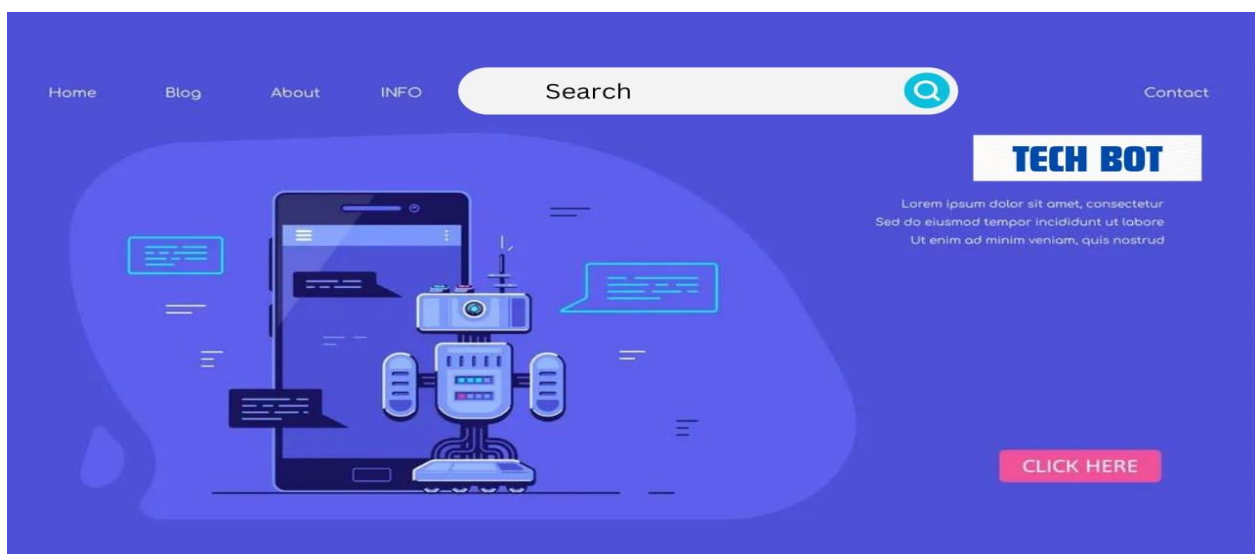 Home
Blog
About
INFO
Search
Contact
TECH BOT
Lorem ipsum dolor sit amet, consectetur
Sed do eiusmod tempor incididunt ut labore
Ut enim ad minim veniam, quis nostrud
CLICK HERE